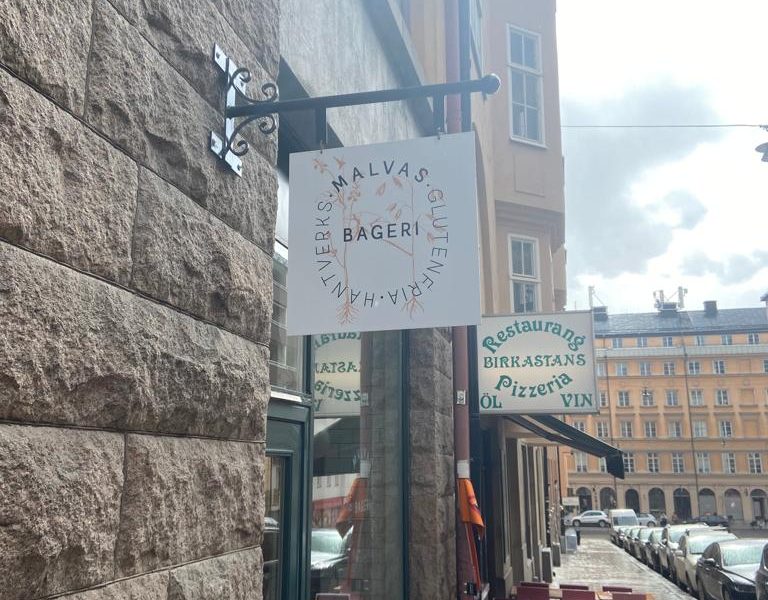 MALVAS · GLUTENFRIA · HANTVERKS ·
BAGERI
Restaurang
BIRKASTANS
Pizzeria
ÖL VIN